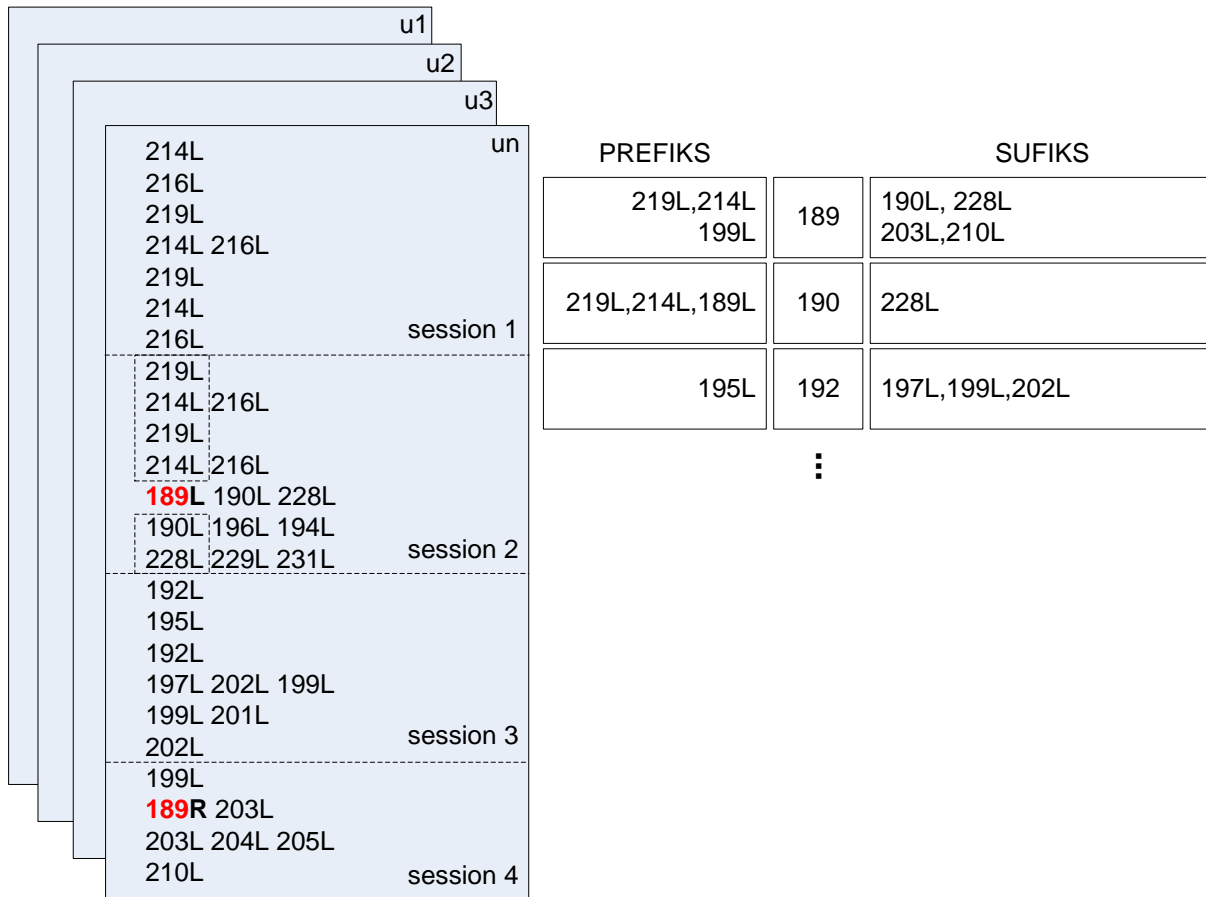 u1
u2
u3
un
214L
216L
219L
214L 216L
219L
214L
216L
session 1
219L
214L 216L
219L
214L 216L
189L 190L 228L
190L 196L 194L
228L 229L 231L
session 2
192L
195L
192L
197L 202L 199L
199L 201L
202L
session 3
199L
189R 203L
203L 204L 205L
210L
session 4
PREFIKS
SUFIKS
219L,214L
199L
189
190L, 228L
203L,210L
219L,214L,189L
190
228L
195L
192
197L,199L,202L
⋮